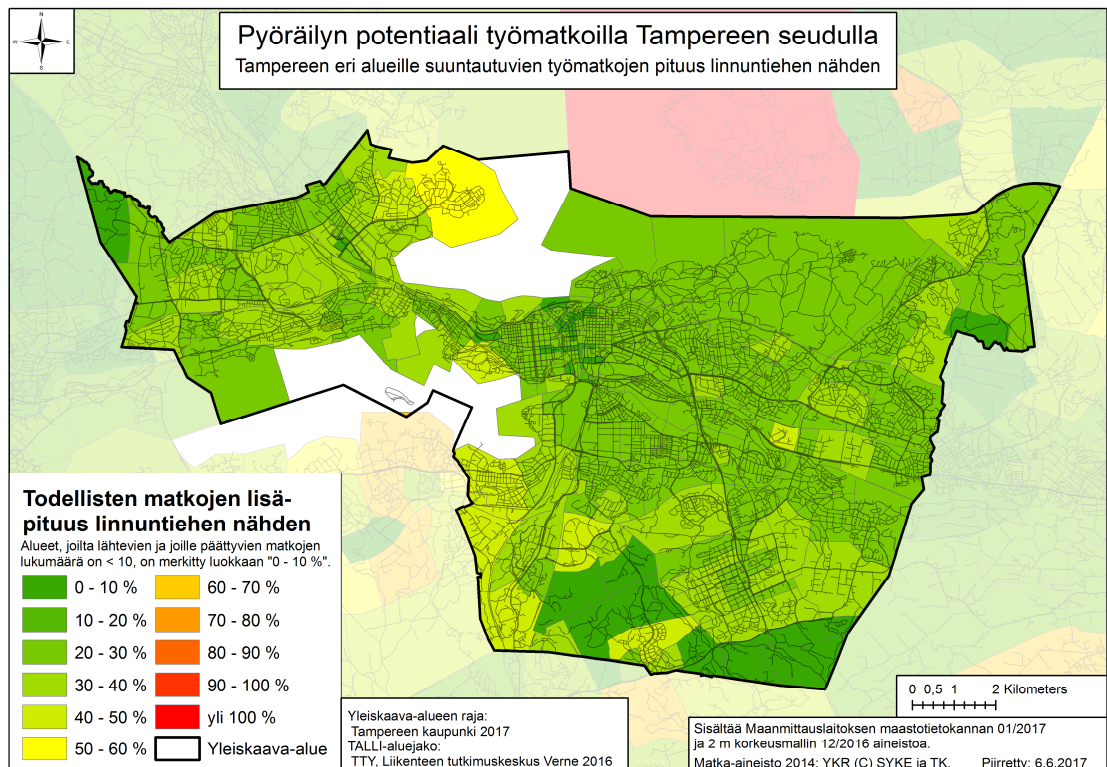 N
W E
S
Pyöräilyn potentiaali työmatkoilla Tampereen seudulla
Tampereen eri alueille suuntautuvien työmatkojen pituus linnuntiehen nähden
Todellisten matkojen lisä-
pituus linnuntiehen nähden
Alueet, joilta lähtevien ja joille päättyvien matkojen
lukumäärä on < 10, on merkitty luokkaan "0 - 10 %".
0 - 10 %
10 - 20 %
20 - 30 %
30 - 40 %
40 - 50 %
50 - 60 %
60 - 70 %
70 - 80 %
80 - 90 %
90 - 100 %
yli 100 %
Yleiskaava-alue
Yleiskaava-alueen raja:
Tampereen kaupunki 2017
TALLI-aluejako:
TTY, Liikenteen tutkimuskeskus Verne 2016
0 0,5 1 2 Kilometers
Sisältää Maanmittauslaitoksen maastotietokannan 01/2017
ja 2 m korkeusmallin 12/2016 aineistoa.
Matka-aineisto 2014: YKR (C) SYKE ja TK. Piirretty: 6.6.2017